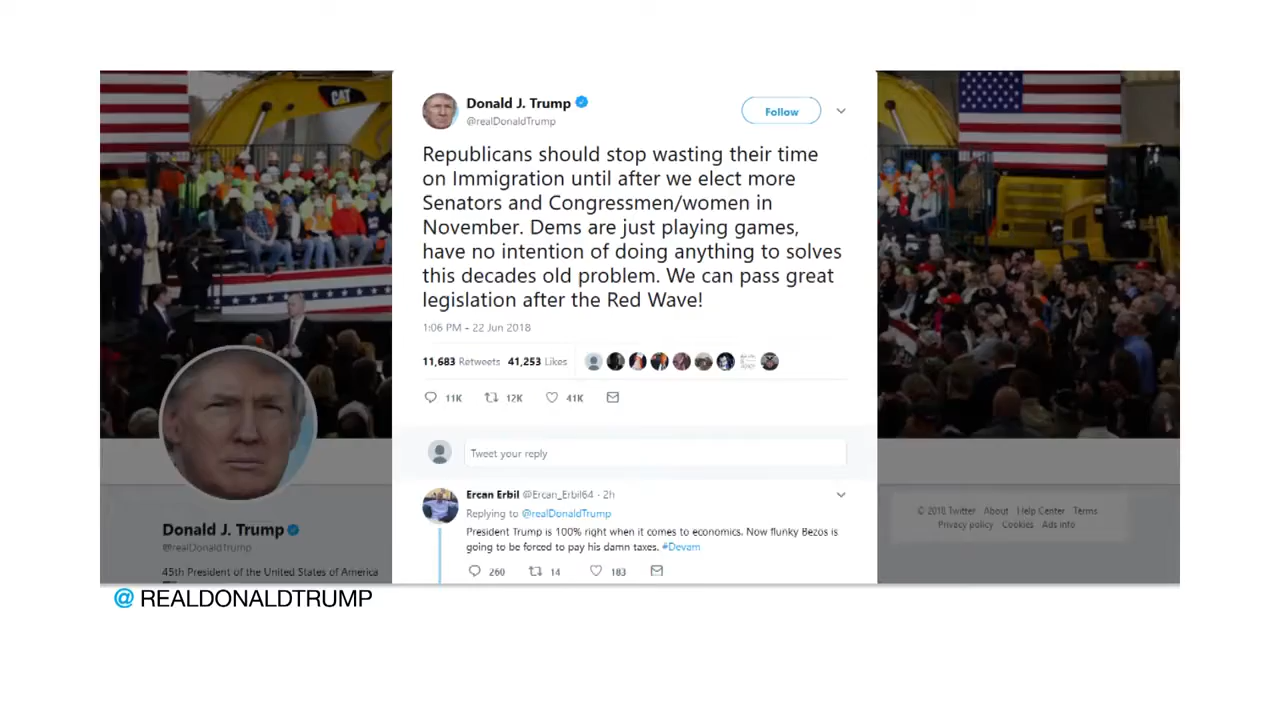 CAT
Donald J. Trump
@realDonaldTrump
Follow
Republicans should stop wasting their time
on Immigration until after we elect more
Senators and Congressmen/women in
November. Dems are just playing games,
have no intention of doing anything to solves
this decades old problem. We can pass great
legislation after the Red Wave!
1:06 PM - 22 Jun 2018
11,683 Retweets 41,253 Likes
11K 12K 41K
Tweet your reply
Ercan Erbil @Ercan_Erbil64 · 2h
Replying to @realDonaldTrump
President Trump is 100% right when it comes to economics. Now flunky Bezos is
going to be forced to pay his damn taxes. #Devam
260 14 183
Donald J. Trump
@realDonaldTrump
45th President of the United States of America
© 2018 Twitter About Help Center Terms
Privacy policy Cookies Ads info
@ REALDONALDTRUMP